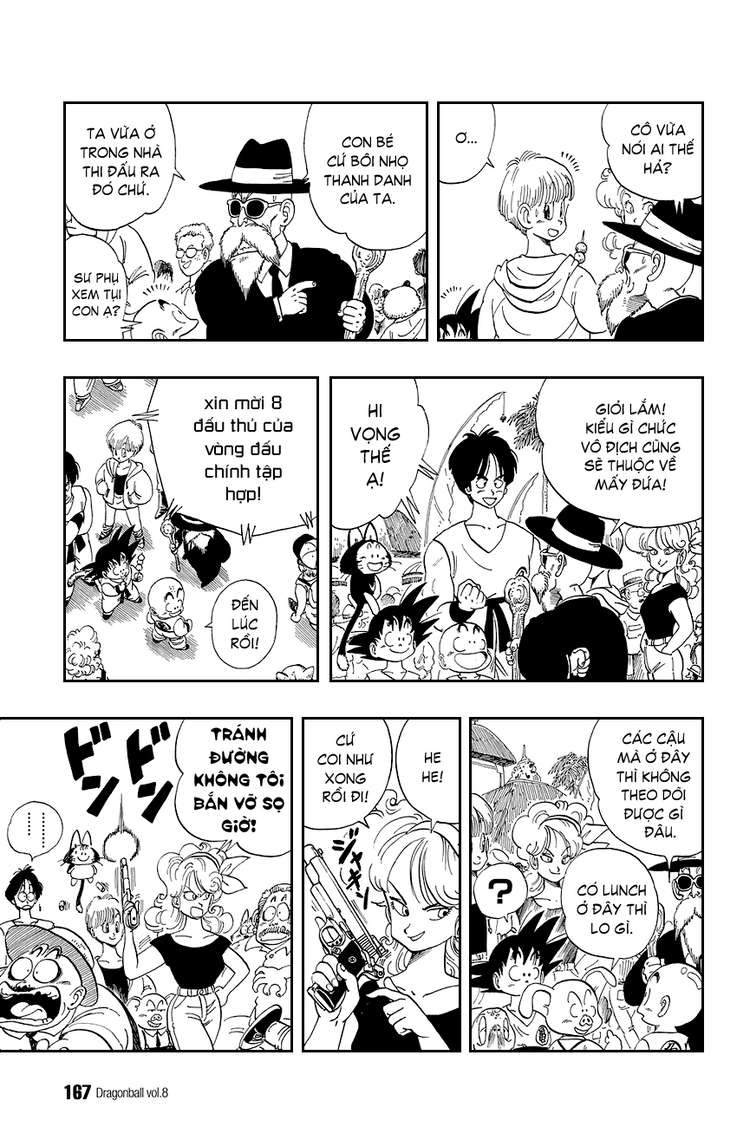 CÔ VỪA
NÓI AI THẾ
HẢ?
Ơ...
CON BÉ
CỨ BÔI NHỌ
THANH DANH
CỦA TA.
TA VỪA Ở
TRONG NHÀ
THI ĐẤU RA
ĐÓ CHỨ.
SƯ PHỤ
XEM TỤI
CON Ạ?
GIỎI LẮM!
KIỂU GÌ CHỨC
VÔ ĐỊCH CŨNG
SẼ THUỘC VỀ
MẤY ĐỨA!
HI
VỌNG
THẾ
Ạ!
xin mời 8
đấu thủ của
vòng đấu
chính tập
hợp!
ĐẾN
LÚC
RỒI!
CÁC CẬU
MÀ Ở ĐÂY
THÌ KHÔNG
THEO DÕI
ĐƯỢC GÌ
ĐÂU.
CÓ LUNCH
Ở ĐÂY THÌ
LO GÌ.
?
HE
HE!
CỨ
COI NHƯ
XONG
RỒI ĐI!
ジャキン
TRÁNH
ĐƯỜNG
KHÔNG TÔI
BẮN VỠ SỌ
GIỜ!
ドン
ドン
......
167 Dragonball vol.8